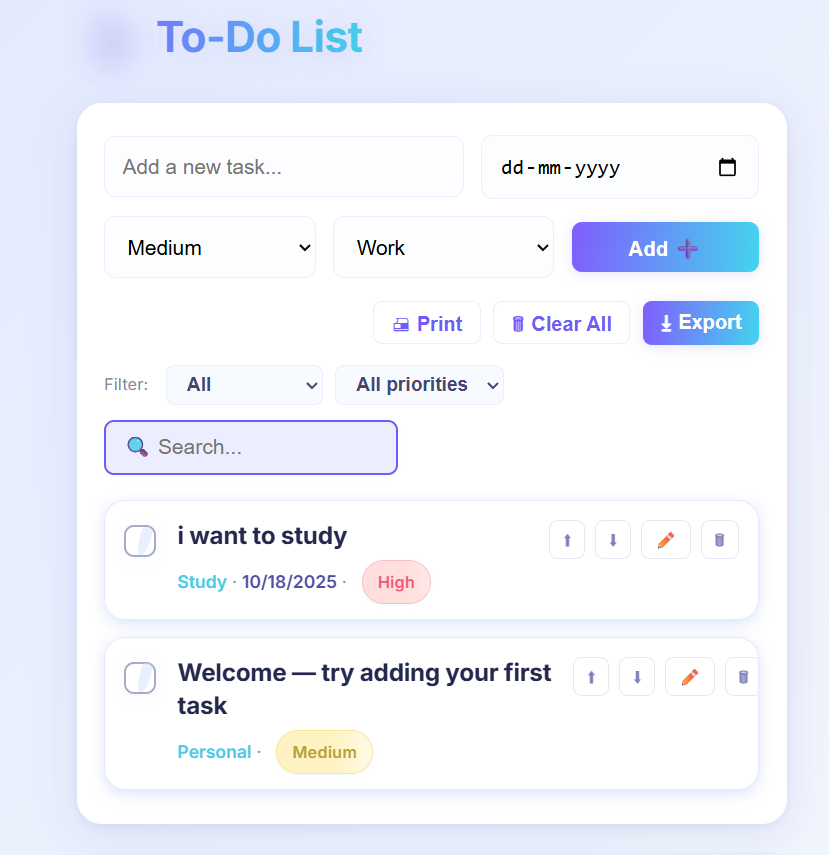 To-Do List
Add a new task...
dd-mm-yyyy
Medium
Work
Add ➕
Print
Clear All
Export
Filter:
All
All priorities
🔍 Search...
i want to study
⬆ ⬇ ✏️ 🗑
Study · 10/18/2025 · High
Welcome — try adding your first
task
⬆ ⬇ ✏️ 🗑
Personal · Medium